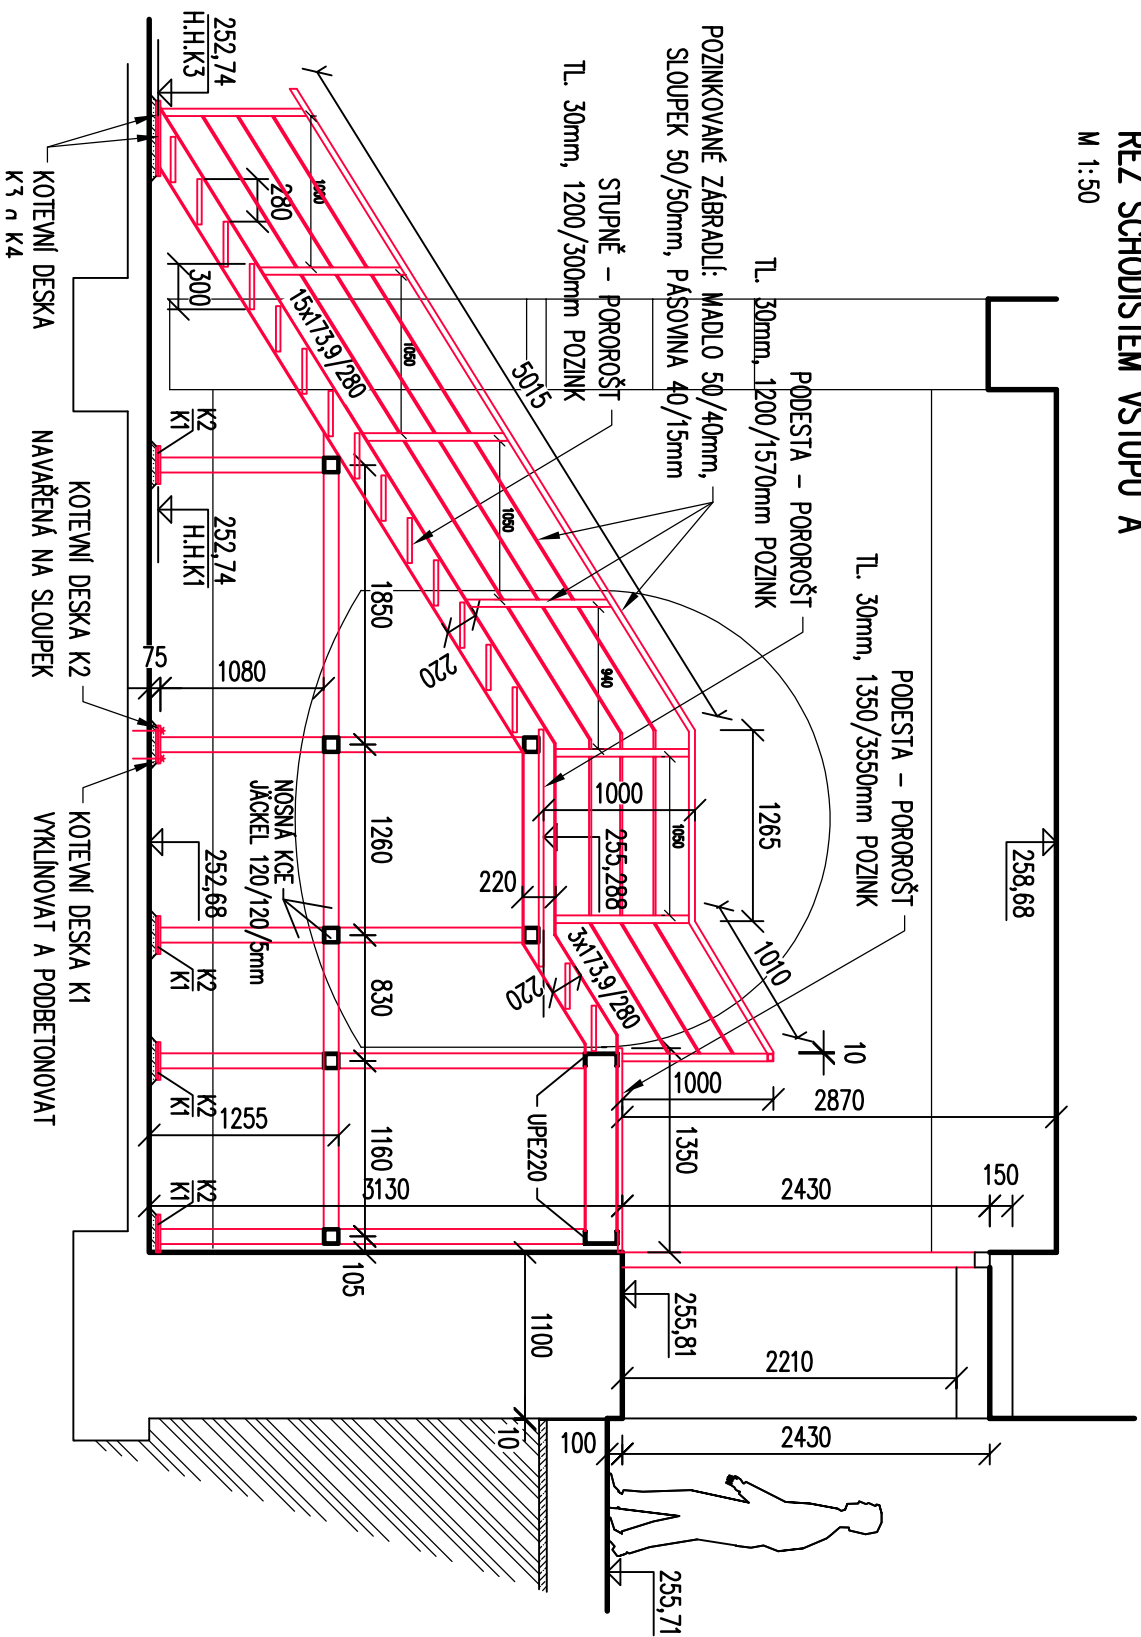 ŘEZ SCHODIŠTĚM VSTUPU A
M 1:50
258,68
PODESTA - POROROŠT
TL. 30mm, 1350/3550mm POZINK
PODESTA - POROROŠT
TL. 30mm, 1200/1570mm POZINK
POZINKOVANÉ ZÁBRADLÍ: MADLO 50/40mm,
SLOUPEK 50/50mm, PÁSOVINA 40/15mm
STUPNĚ - POROROŠT
TL. 30mm, 1200/300mm POZINK
5015
1265
1010
10
1000
2870
150
2430
2430
2210
1000
1350
1050
940
1050
1050
1000
255,288
220
220
220
3x173,9/280
15x173,9/280
280
300
UPE220
255,81
255,71
100
10
1100
105
3130
1160
830
1260
1850
1080
75
1255
NOSNÁ KCE
JÄCKEL 120/120/5mm
252,74
H.H.K3
252,74
H.H.K1
252,68
K2
K1
K2
K1
K2
K1
K2
K1
KOTEVNÍ DESKA
K3 a K4
KOTEVNÍ DESKA K2
NAVAŘENÁ NA SLOUPEK
KOTEVNÍ DESKA K1
VYKLÍNOVAT A PODBETONOVAT